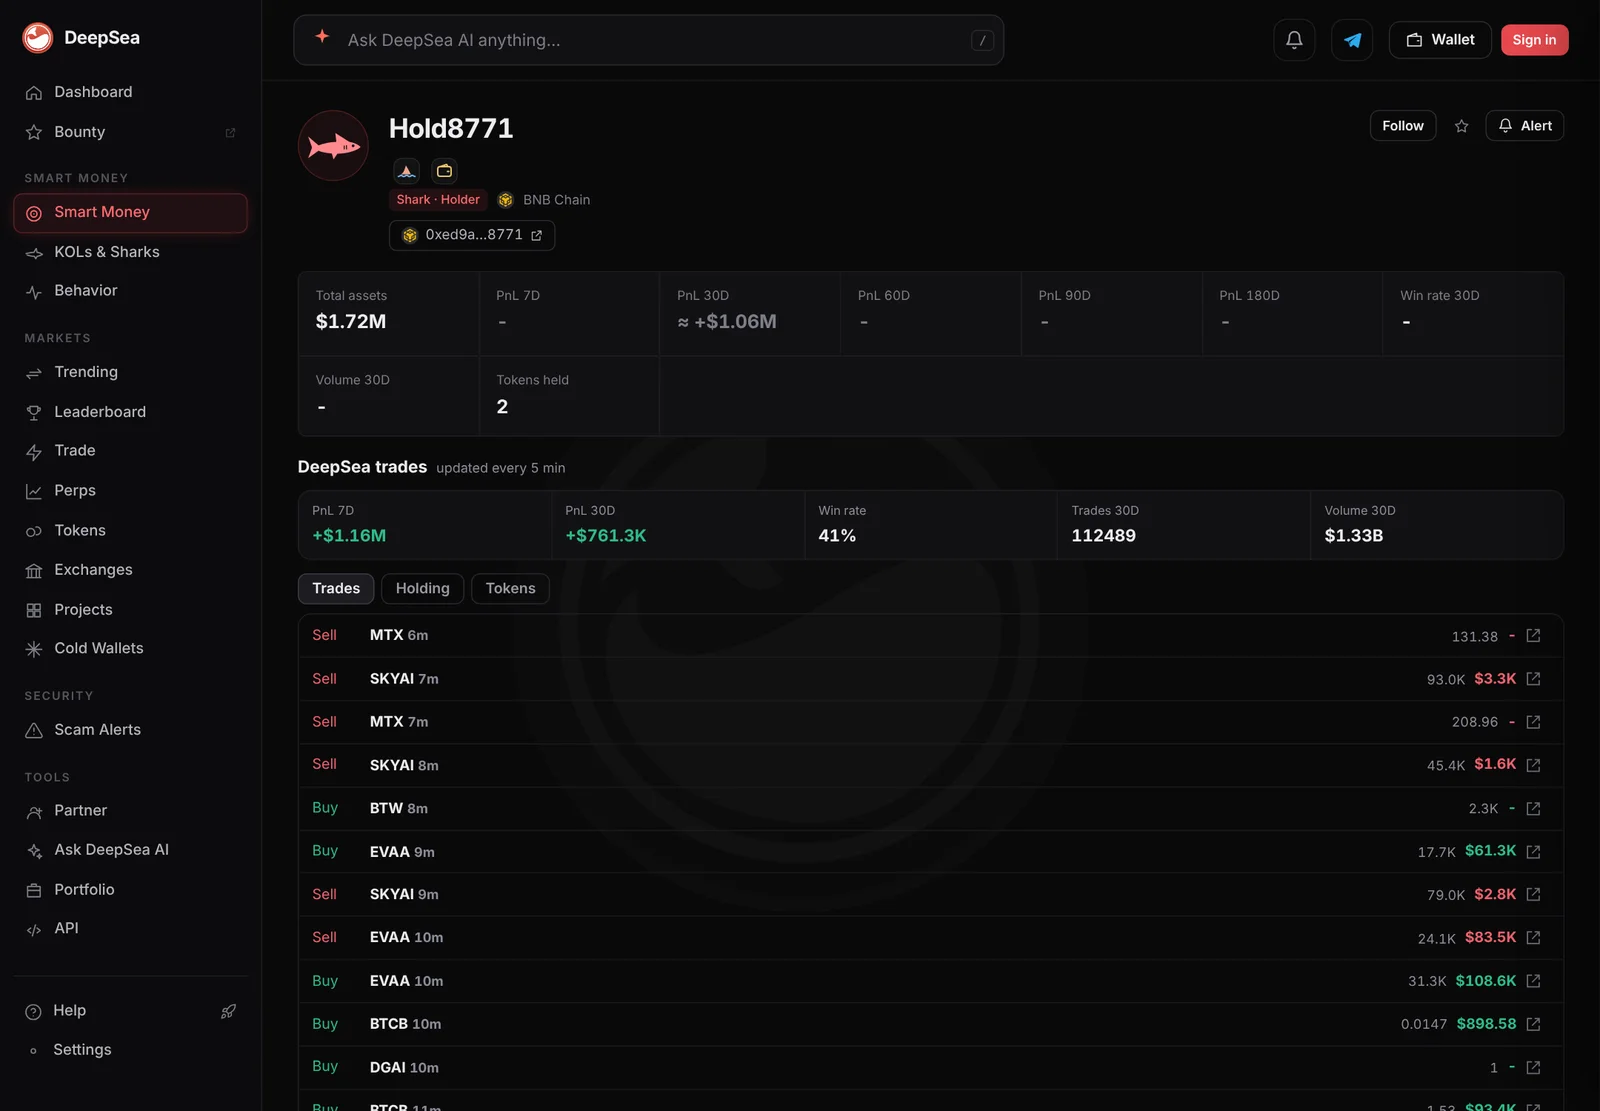 DeepSea
Ask DeepSea AI anything...
/
Wallet
Sign in
Dashboard
Bounty
SMART MONEY
Smart Money
KOLs & Sharks
Behavior
MARKETS
Trending
Leaderboard
Trade
Perps
Tokens
Exchanges
Projects
Cold Wallets
SECURITY
Scam Alerts
TOOLS
Partner
Ask DeepSea AI
Portfolio
API
Help
Settings
Hold8771
Follow
Alert
Shark · Holder
BNB Chain
0xed9a...8771
Total assets
$1.72M
PnL 7D
-
PnL 30D
≈ +$1.06M
PnL 60D
-
PnL 90D
-
PnL 180D
-
Win rate 30D
-
Volume 30D
-
Tokens held
2
DeepSea trades updated every 5 min
PnL 7D
+$1.16M
PnL 30D
+$761.3K
Win rate
41%
Trades 30D
112489
Volume 30D
$1.33B
Trades
Holding
Tokens
Sell MTX 6m 131.38 -
Sell SKYAI 7m 93.0K $3.3K
Sell MTX 7m 208.96 -
Sell SKYAI 8m 45.4K $1.6K
Buy BTW 8m 2.3K -
Buy EVAA 9m 17.7K $61.3K
Sell SKYAI 9m 79.0K $2.8K
Sell EVAA 10m 24.1K $83.5K
Buy EVAA 10m 31.3K $108.6K
Buy BTCB 10m 0.0147 $898.58
Buy DGAI 10m 1 -
Buy BTCB 11m 1.53 $93.4K